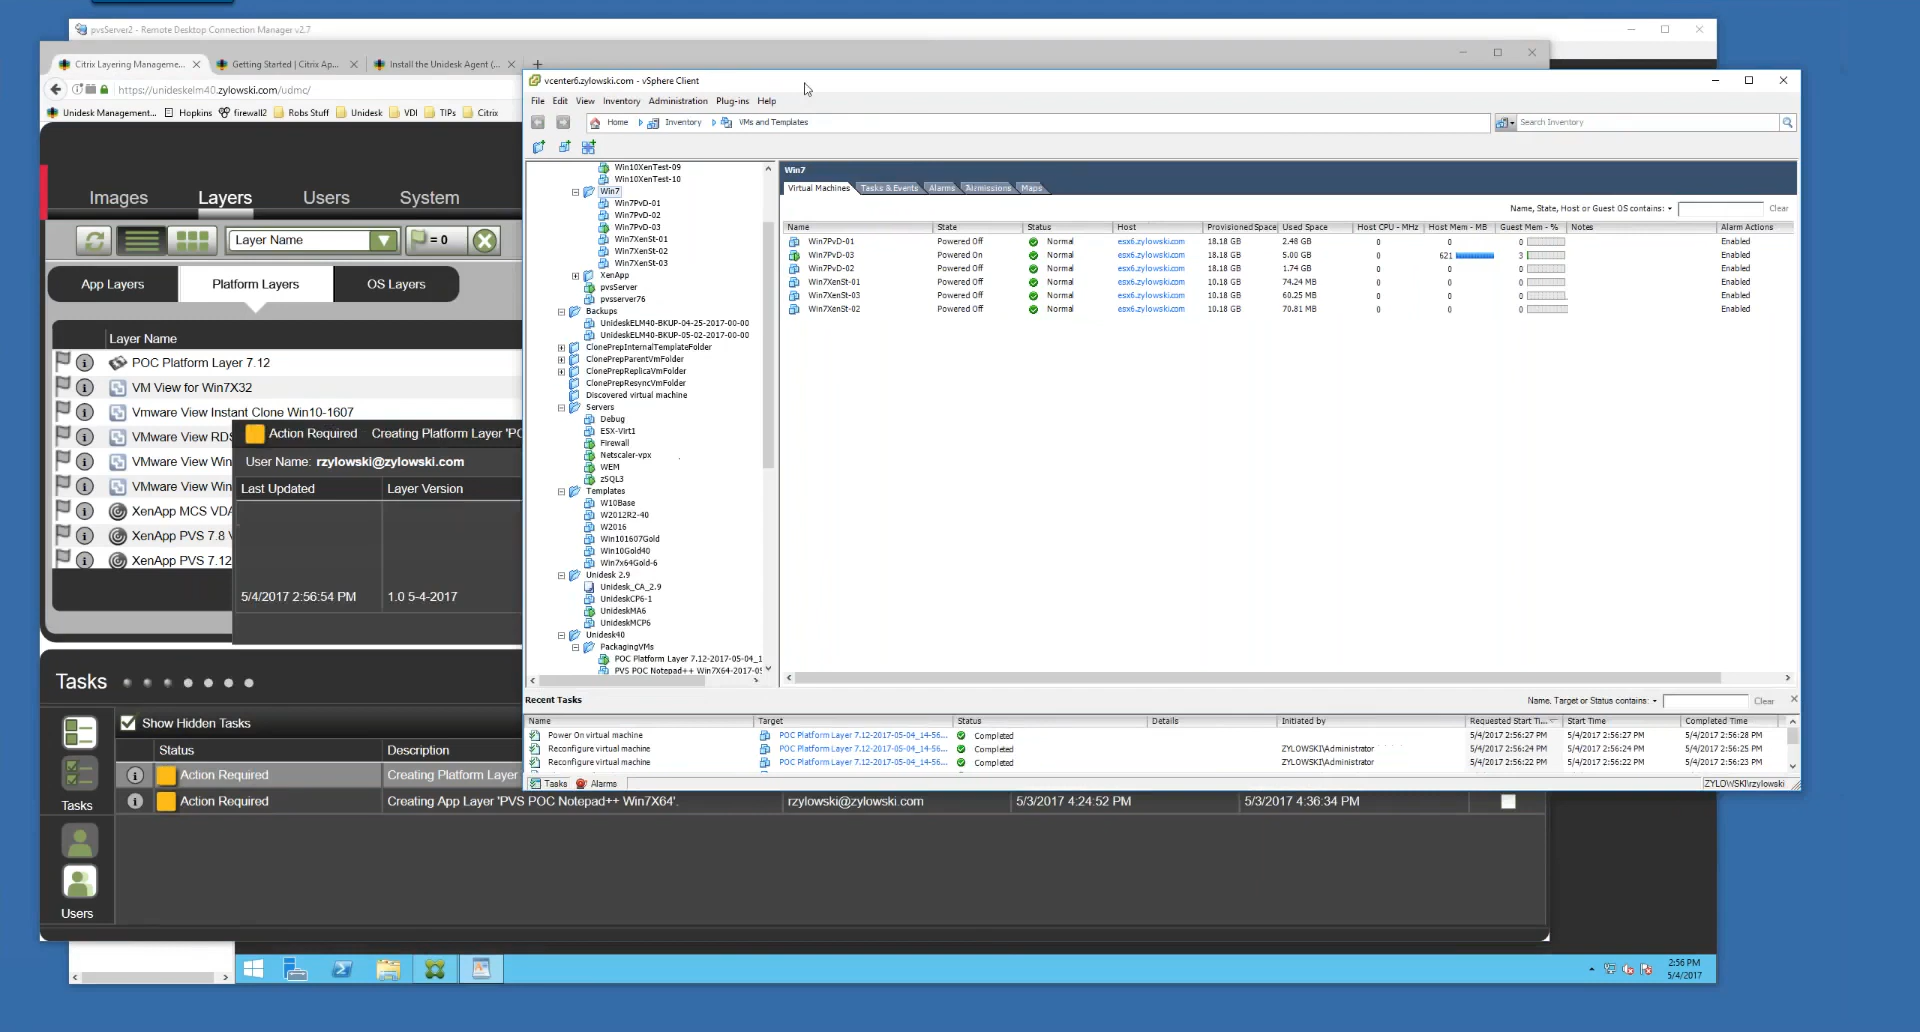 pvsServer2 - Remote Desktop Connection Manager v2.7
Citrix Layering Manageme...
Getting Started | Citrix Ap...
Install the Unidesk Agent (...
https://unideskelm40.zylowski.com/udmc/
Unidesk Management...
Hopkins
firewall2
Robs Stuff
Unidesk
VDI
TIPs
Citrix
Images
Layers
Users
System
Layer Name
= 0
App Layers
Platform Layers
OS Layers
Layer Name
POC Platform Layer 7.12
VM View for Win7X32
Vmware View Instant Clone Win10-1607
VMware View RDS
VMware View Win
VMware View Win
XenApp MCS VDA
XenApp PVS 7.8 V
XenApp PVS 7.12
Action Required Creating Platform Layer 'PO
User Name: rzylowski@zylowski.com
Last Updated Layer Version
5/4/2017 2:56:54 PM 1.0 5-4-2017
vcenter6.zylowski.com - vSphere Client
File Edit View Inventory Administration Plug-ins Help
Home Inventory VMs and Templates
Search Inventory
Win10XenTest-09
Win10XenTest-10
Win7
Win7PvD-01
Win7PvD-02
Win7PvD-03
Win7XenSt-01
Win7XenSt-02
Win7XenSt-03
XenApp
pvsServer
pvsserver76
Backups
UnideskELM40-BKUP-04-25-2017-00-00
UnideskELM40-BKUP-05-02-2017-00-00
ClonePrepInternalTemplateFolder
ClonePrepParentVmFolder
ClonePrepReplicaVmFolder
ClonePrepResyncVmFolder
Discovered virtual machine
Servers
Debug
ESX-Virt1
Firewall
Netscaler-vpx
WEM
zSQL3
Templates
W10Base
W2012R2-40
W2016
Win101607Gold
Win10Gold40
Win7x64Gold-6
Unidesk 2.9
Unidesk_CA_2.9
UnideskCP6-1
UnideskMA6
UnideskMCP6
Unidesk40
PackagingVMs
POC Platform Layer 7.12-2017-05-04_1
PVS POC Notepad++ Win7X64-2017-05
Win7
Virtual Machines Tasks & Events Alarms Permissions Maps
Name, State, Host or Guest OS contains: Clear
Name State Status Host Provisioned Space Used Space Host CPU - MHz Host Mem - MB Guest Mem - % Notes Alarm Actions
Win7PvD-01 Powered Off Normal esx6.zylowski.com 18.18 GB 2.48 GB 0 0 0 Enabled
Win7PvD-03 Powered On Normal esx6.zylowski.com 18.18 GB 5.00 GB 0 621 3 Enabled
Win7PvD-02 Powered Off Normal esx6.zylowski.com 18.18 GB 1.74 GB 0 0 0 Enabled
Win7XenSt-01 Powered Off Normal esx6.zylowski.com 10.18 GB 74.24 MB 0 0 0 Enabled
Win7XenSt-03 Powered Off Normal esx6.zylowski.com 10.18 GB 60.25 MB 0 0 0 Enabled
Win7XenSt-02 Powered Off Normal esx6.zylowski.com 10.18 GB 70.81 MB 0 0 0 Enabled
Recent Tasks
Name, Target or Status contains: Clear
Name Target Status Details Initiated by Requested Start Ti... Start Time Completed Time
Power On virtual machine POC Platform Layer 7.12-2017-05-04_14-56... Completed 5/4/2017 2:56:27 PM 5/4/2017 2:56:27 PM 5/4/2017 2:56:28 PM
Reconfigure virtual machine POC Platform Layer 7.12-2017-05-04_14-56... Completed ZYLOWSKI\Administrator 5/4/2017 2:56:24 PM 5/4/2017 2:56:24 PM 5/4/2017 2:56:25 PM
Reconfigure virtual machine POC Platform Layer 7.12-2017-05-04_14-56... Completed ZYLOWSKI\Administrator 5/4/2017 2:56:22 PM 5/4/2017 2:56:22 PM 5/4/2017 2:56:23 PM
Tasks Alarms
ZYLOWSKI\rzylowski
Tasks
Show Hidden Tasks
Status Description
Action Required Creating Platform Layer
Action Required Creating App Layer 'PVS POC Notepad++ Win7X64'. rzylowski@zylowski.com 5/3/2017 4:24:52 PM 5/3/2017 4:36:34 PM
Tasks
Users
2:56 PM
5/4/2017